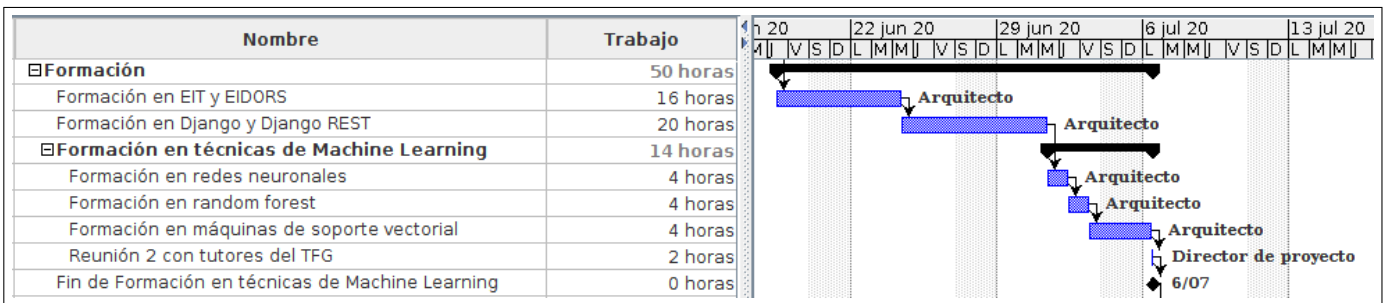 Nombre Trabajo n 20 22 jun 20 29 jun 20 6 jul 20 13 jul 20
M J V S D L M M J V S D L M M J V S D L M M J V S D L M M J
Formación 50 horas
Formación en EIT y EIDORS 16 horas Arquitecto
Formación en Django y Django REST 20 horas Arquitecto
Formación en técnicas de Machine Learning 14 horas
Formación en redes neuronales 4 horas Arquitecto
Formación en random forest 4 horas Arquitecto
Formación en máquinas de soporte vectorial 4 horas Arquitecto
Reunión 2 con tutores del TFG 2 horas Director de proyecto
Fin de Formación en técnicas de Machine Learning 0 horas 6/07